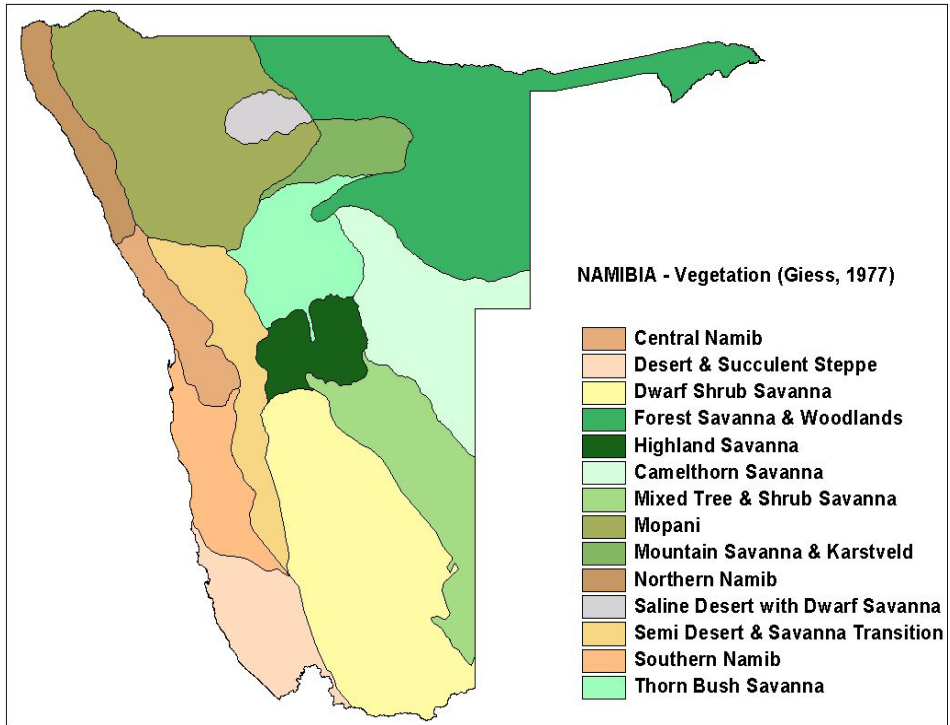 NAMIBIA - Vegetation (Giess, 1977)
Central Namib
Desert & Succulent Steppe
Dwarf Shrub Savanna
Forest Savanna & Woodlands
Highland Savanna
Camelthorn Savanna
Mixed Tree & Shrub Savanna
Mopani
Mountain Savanna & Karstveld
Northern Namib
Saline Desert with Dwarf Savanna
Semi Desert & Savanna Transition
Southern Namib
Thorn Bush Savanna